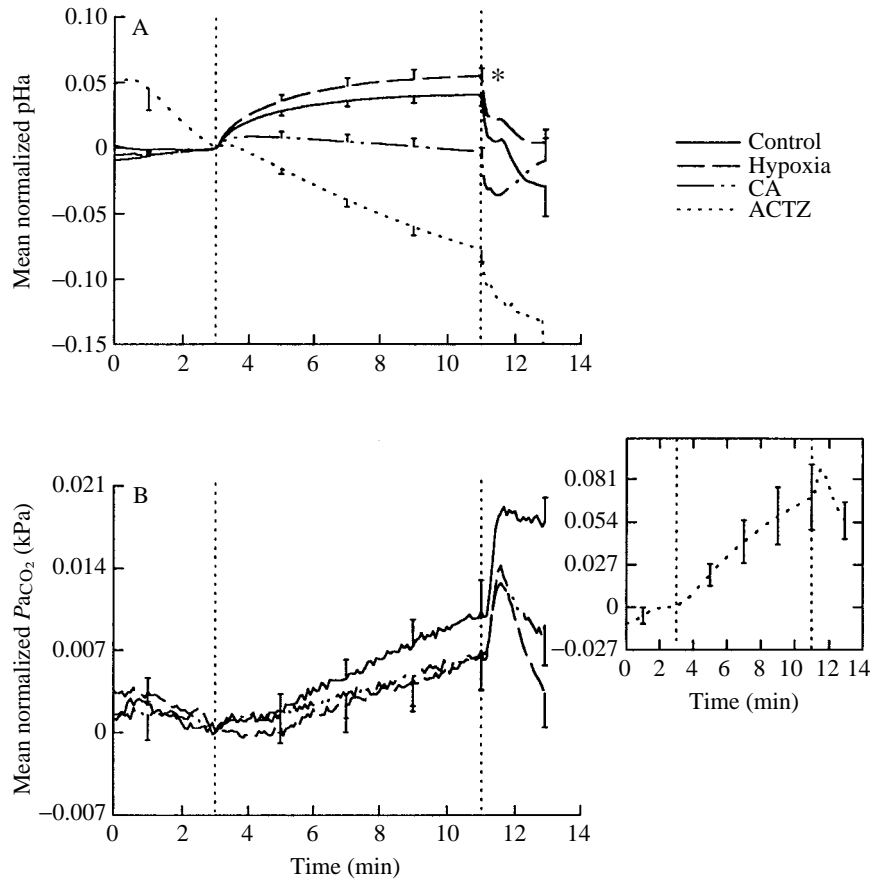 0.10
A
0.05
0
−0.05
−0.10
−0.15
Mean normalized pHa
*
0 2 4 6 8 10 12 14
Control
Hypoxia
CA
ACTZ
0.021
B
0.014
0.007
0
−0.007
Mean normalized PaCO₂ (kPa)
0 2 4 6 8 10 12 14
Time (min)
0.081
0.054
0.027
0
−0.027
0 2 4 6 8 10 12 14
Time (min)